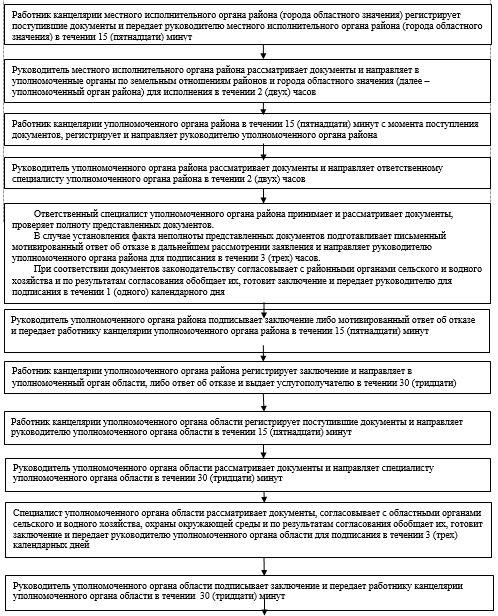 Работник канцелярии местного исполнительного органа района (города областного значения) регистрирует
поступившие документы и передает руководителю местного исполнительного органа района (города областного
значения) в течении 15 (пятнадцати) минут
Руководитель местного исполнительного органа района рассматривает документы и направляет в
уполномоченные органы по земельным отношениям районов и города областного значения (далее –
уполномоченный орган района) для исполнения в течении 2 (двух) часов
Работник канцелярии уполномоченного органа района в течении 15 (пятнадцати) минут с момента поступления
документов, регистрирует и направляет руководителю уполномоченного органа района
Руководитель уполномоченного органа района рассматривает документы и направляет ответственному
специалисту уполномоченного органа района в течении 2 (двух) часов
Ответственный специалист уполномоченного органа района принимает и рассматривает документы,
проверяет полноту представленных документов.
В случае установления факта неполноты представленных документов подготавливает письменный
мотивированный ответ об отказе в дальнейшем рассмотрении заявления и направляет руководителю
уполномоченного органа района для подписания в течении 3 (трех) часов.
При соответствии документов законодательству согласовывает с районными органами сельского и водного
хозяйства и по результатам согласования обобщает их, готовит заключение и передает руководителю для
подписания в течении 1 (одного) календарного дня
Руководитель уполномоченного органа района подписывает заключение либо мотивированный ответ об отказе
и передает работнику канцелярии уполномоченного органа района в течении 15 (пятнадцати) минут
Работник канцелярии уполномоченного органа района регистрирует заключение и направляет в
уполномоченный орган области, либо ответ об отказе и выдает услугополучателю в течении 30 (тридцати)
Работник канцелярии уполномоченного органа области регистрирует поступившие документы и направляет
руководителю уполномоченного органа области в течении 15 (пятнадцати) минут
Руководитель уполномоченного органа области рассматривает документы и направляет специалисту
уполномоченного органа области в течении 30 (тридцати) минут
Специалист уполномоченного органа области рассматривает документы, согласовывает с областными органами
сельского и водного хозяйства, охраны окружающей среды и по результатам согласования обобщает их, готовит
заключение и передает руководителю уполномоченного органа области для подписания в течении 3 (трех)
календарных дней
Руководитель уполномоченного органа области подписывает заключение и передает работнику канцелярии
уполномоченного органа области в течении 30 (тридцати) минут